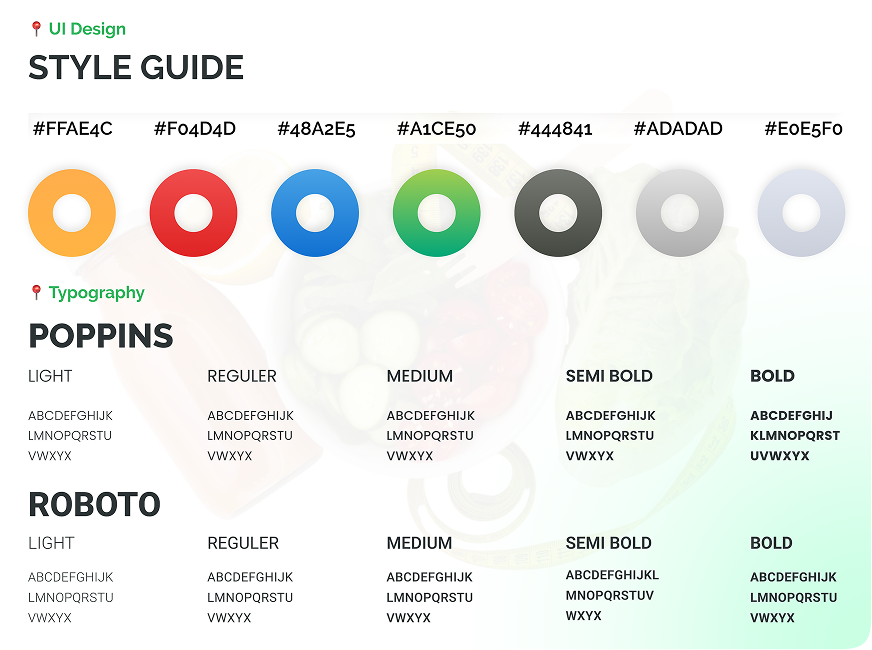 UI Design
STYLE GUIDE
#FFAE4C #F04D4D #48A2E5 #A1CE50 #444841 #ADADAD #E0E5F0
Typography
POPPINS
LIGHT REGULER MEDIUM SEMI BOLD BOLD
ABCDEFGHIJK ABCDEFGHIJK ABCDEFGHIJK ABCDEFGHIJK ABCDEFGHIJ
LMNOPQRSTU LMNOPQRSTU LMNOPQRSTU LMNOPQRSTU KLMNOPQRST
VWXYX VWXYX VWXYX VWXYX UVWXYX
ROBOTO
LIGHT REGULER MEDIUM SEMI BOLD BOLD
ABCDEFGHIJK ABCDEFGHIJK ABCDEFGHIJK ABCDEFGHIJKL ABCDEFGHIJK
LMNOPQRSTU LMNOPQRSTU LMNOPQRSTU MNOPQRSTUV LMNOPQRSTU
VWXYX VWXYX VWXYX WXYX VWXYX